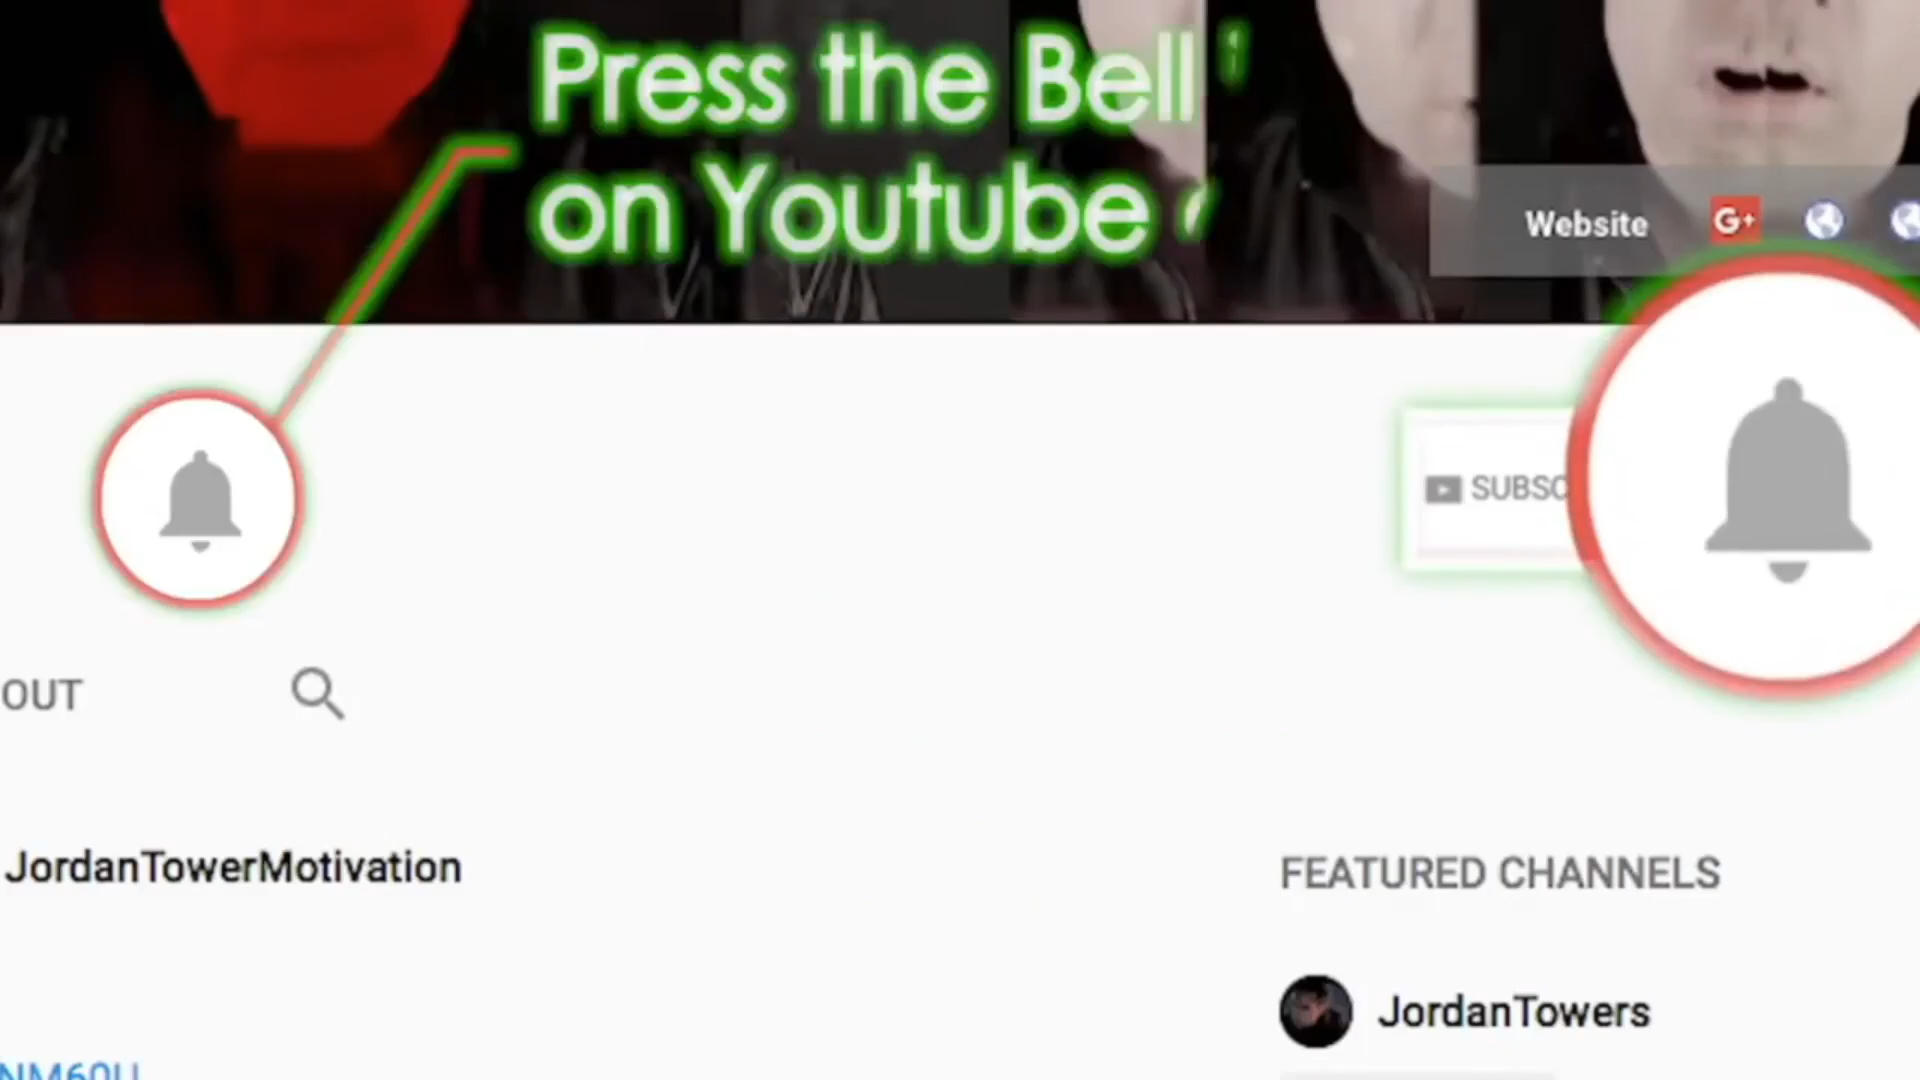 Press the Bell
on Youtube
Website G+
SUBSC
OUT
JordanTowerMotivation
FEATURED CHANNELS
JordanTowers